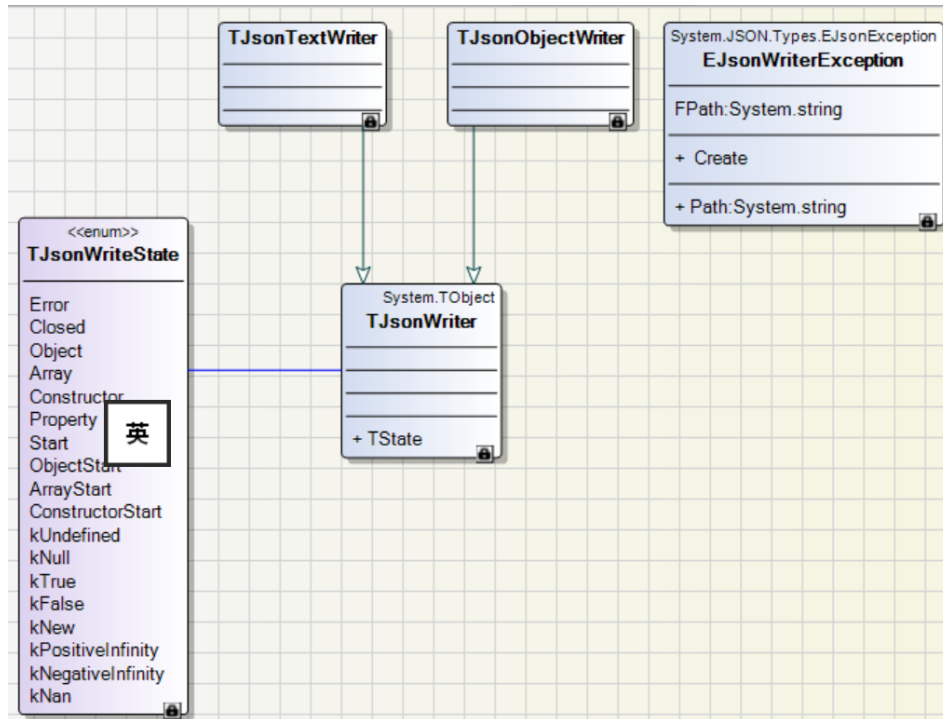 TJsonTextWriter
TJsonObjectWriter
System.JSON.Types.EJsonException
EJsonWriterException
FPath:System.string
+ Create
+ Path:System.string
<<enum>>
TJsonWriteState
Error
Closed
Object
Array
Constructor
Property
Start
ObjectStart
ArrayStart
ConstructorStart
kUndefined
kNull
kTrue
kFalse
kNew
kPositiveInfinity
kNegativeInfinity
kNan
英
System.TObject
TJsonWriter
+ TState